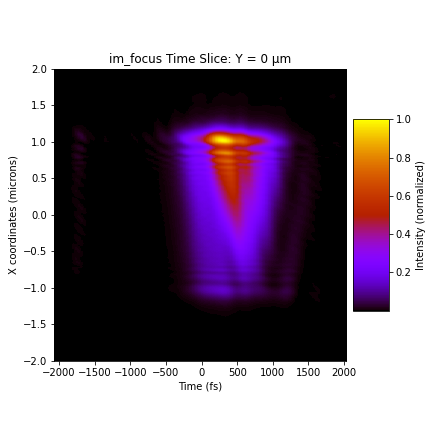 im_focus Time Slice: Y = 0 μm
2.0
1.5
1.0
0.5
0.0
−0.5
−1.0
−1.5
−2.0
X coordinates (microns)
−2000 −1500 −1000 −500 0 500 1000 1500 2000
Time (fs)
1.0
0.8
0.6
0.4
0.2
Intensity (normalized)